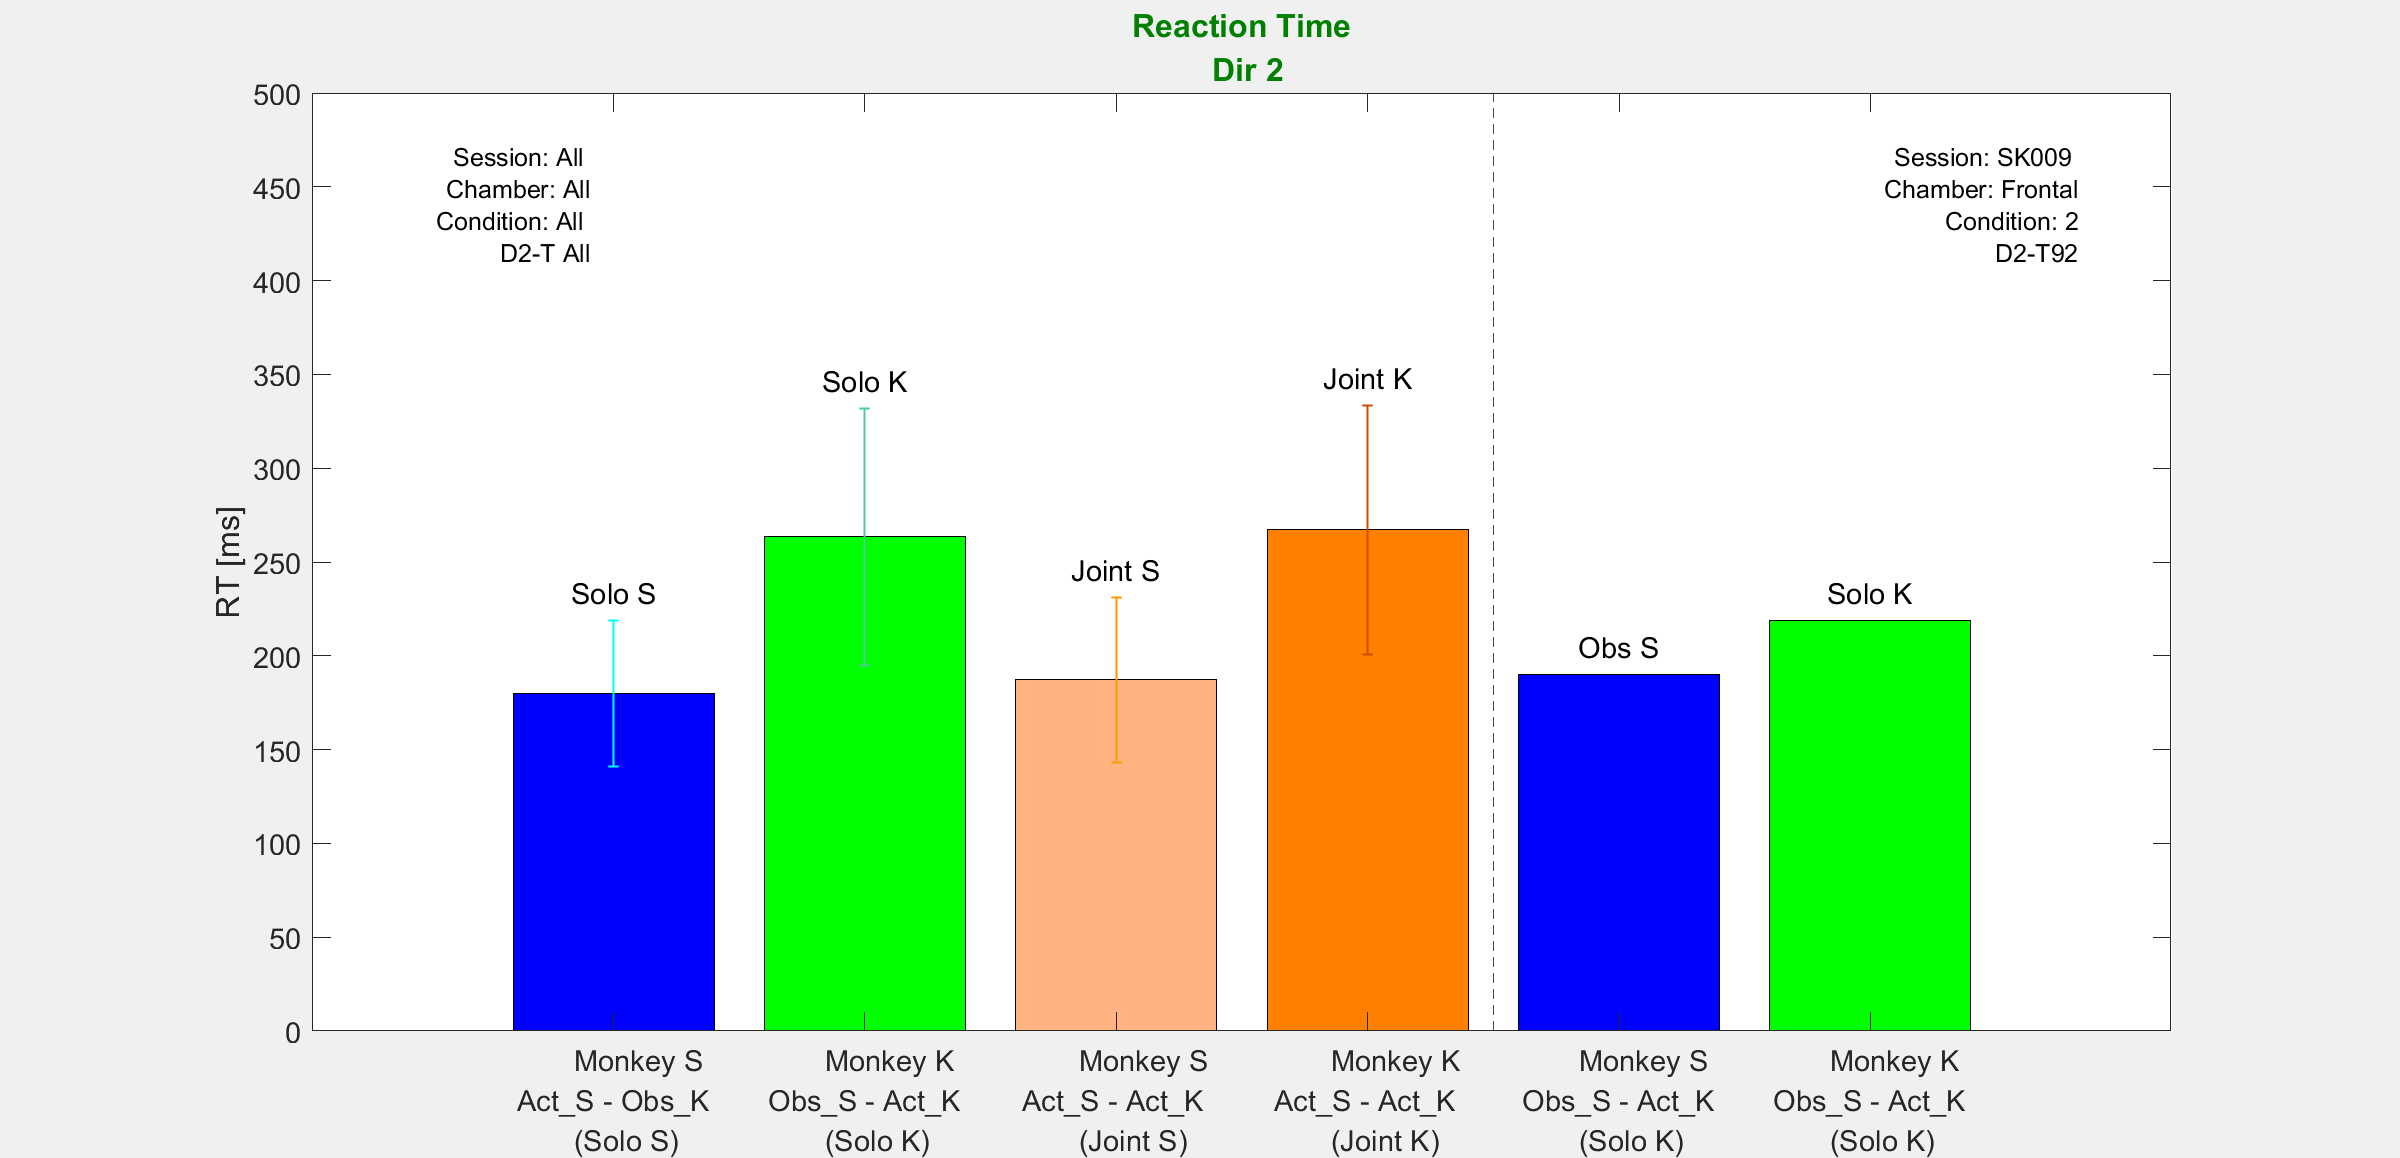 Reaction Time
Dir 2
500
450
400
350
300
250
200
150
100
50
0
RT [ms]
Session: All
Chamber: All
Condition: All
D2-T All
Session: SK009
Chamber: Frontal
Condition: 2
D2-T92
Solo S
Solo K
Joint S
Joint K
Obs S
Solo K
Monkey S
Act_S - Obs_K
(Solo S)
Monkey K
Obs_S - Act_K
(Solo K)
Monkey S
Act_S - Act_K
(Joint S)
Monkey K
Act_S - Act_K
(Joint K)
Monkey S
Obs_S - Act_K
(Solo K)
Monkey K
Obs_S - Act_K
(Solo K)